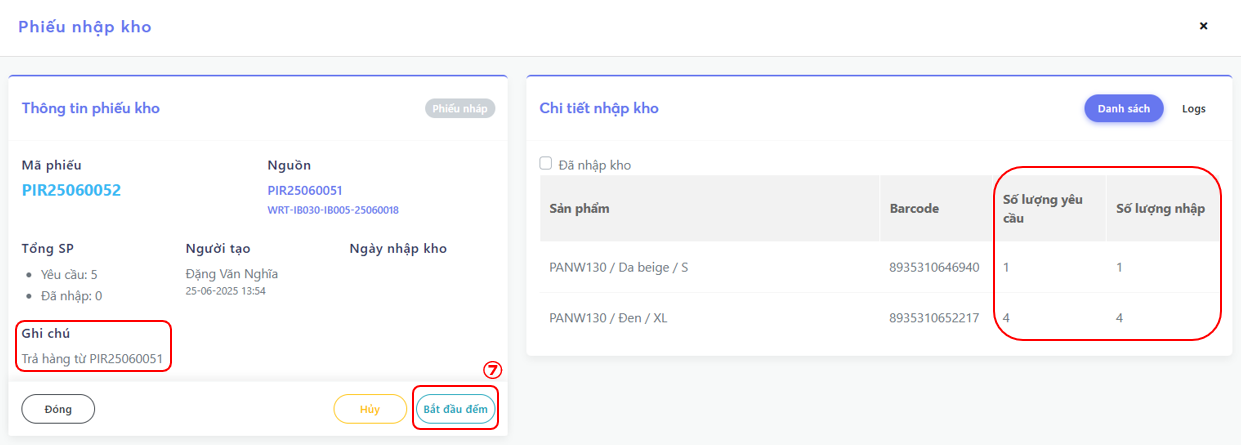 Phiếu nhập kho
×
Thông tin phiếu kho
Phiếu nháp
Mã phiếu
PIR25060052
Nguồn
PIR25060051
WRT-IB030-IB005-25060018
Tổng SP
Yêu cầu: 5
Đã nhập: 0
Người tạo
Đặng Văn Nghĩa
25-06-2025 13:54
Ngày nhập kho
Ghi chú
Trả hàng từ PIR25060051
⑦
Đóng
Hủy
Bắt đầu đếm
Chi tiết nhập kho
Danh sách
Logs
Đã nhập kho
Sản phẩm
Barcode
Số lượng yêu
cầu
Số lượng nhập
PANW130 / Da beige / S
8935310646940
1
1
PANW130 / Đen / XL
8935310652217
4
4